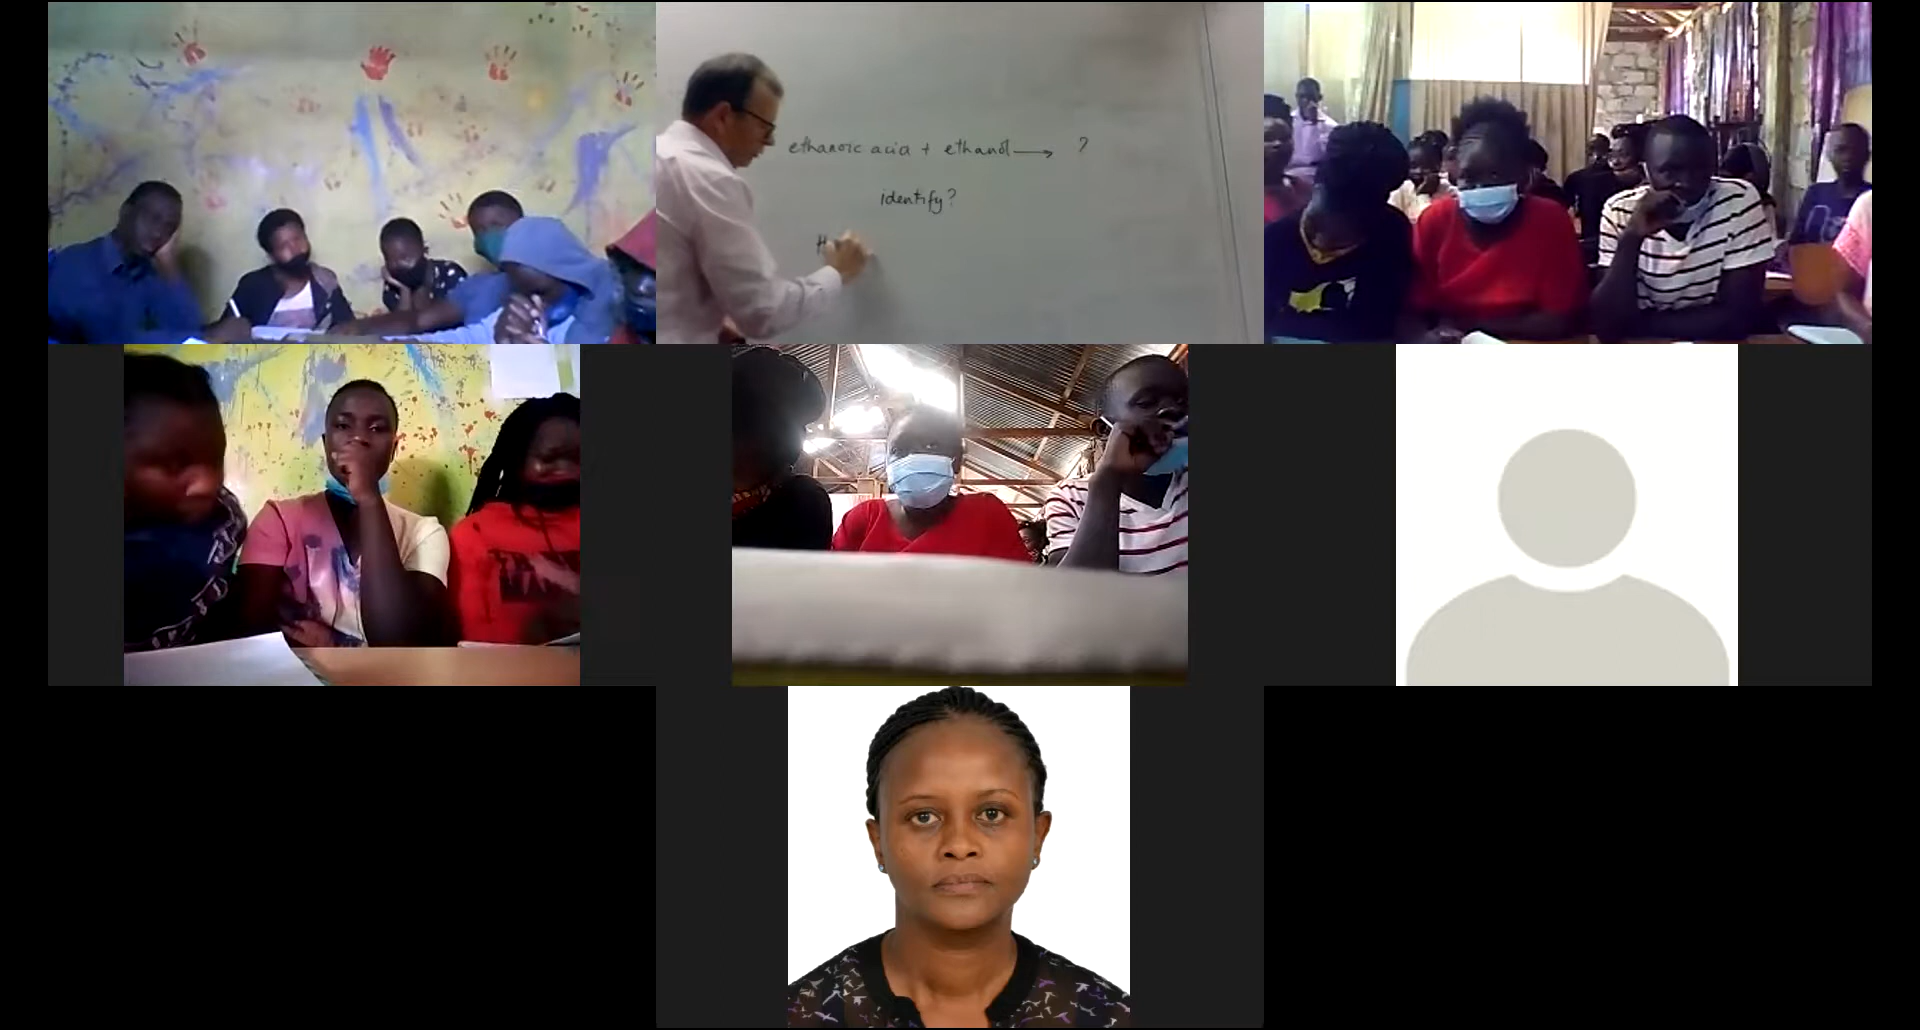 ethanoic acid + ethanol ⟶ ?
identify?
H